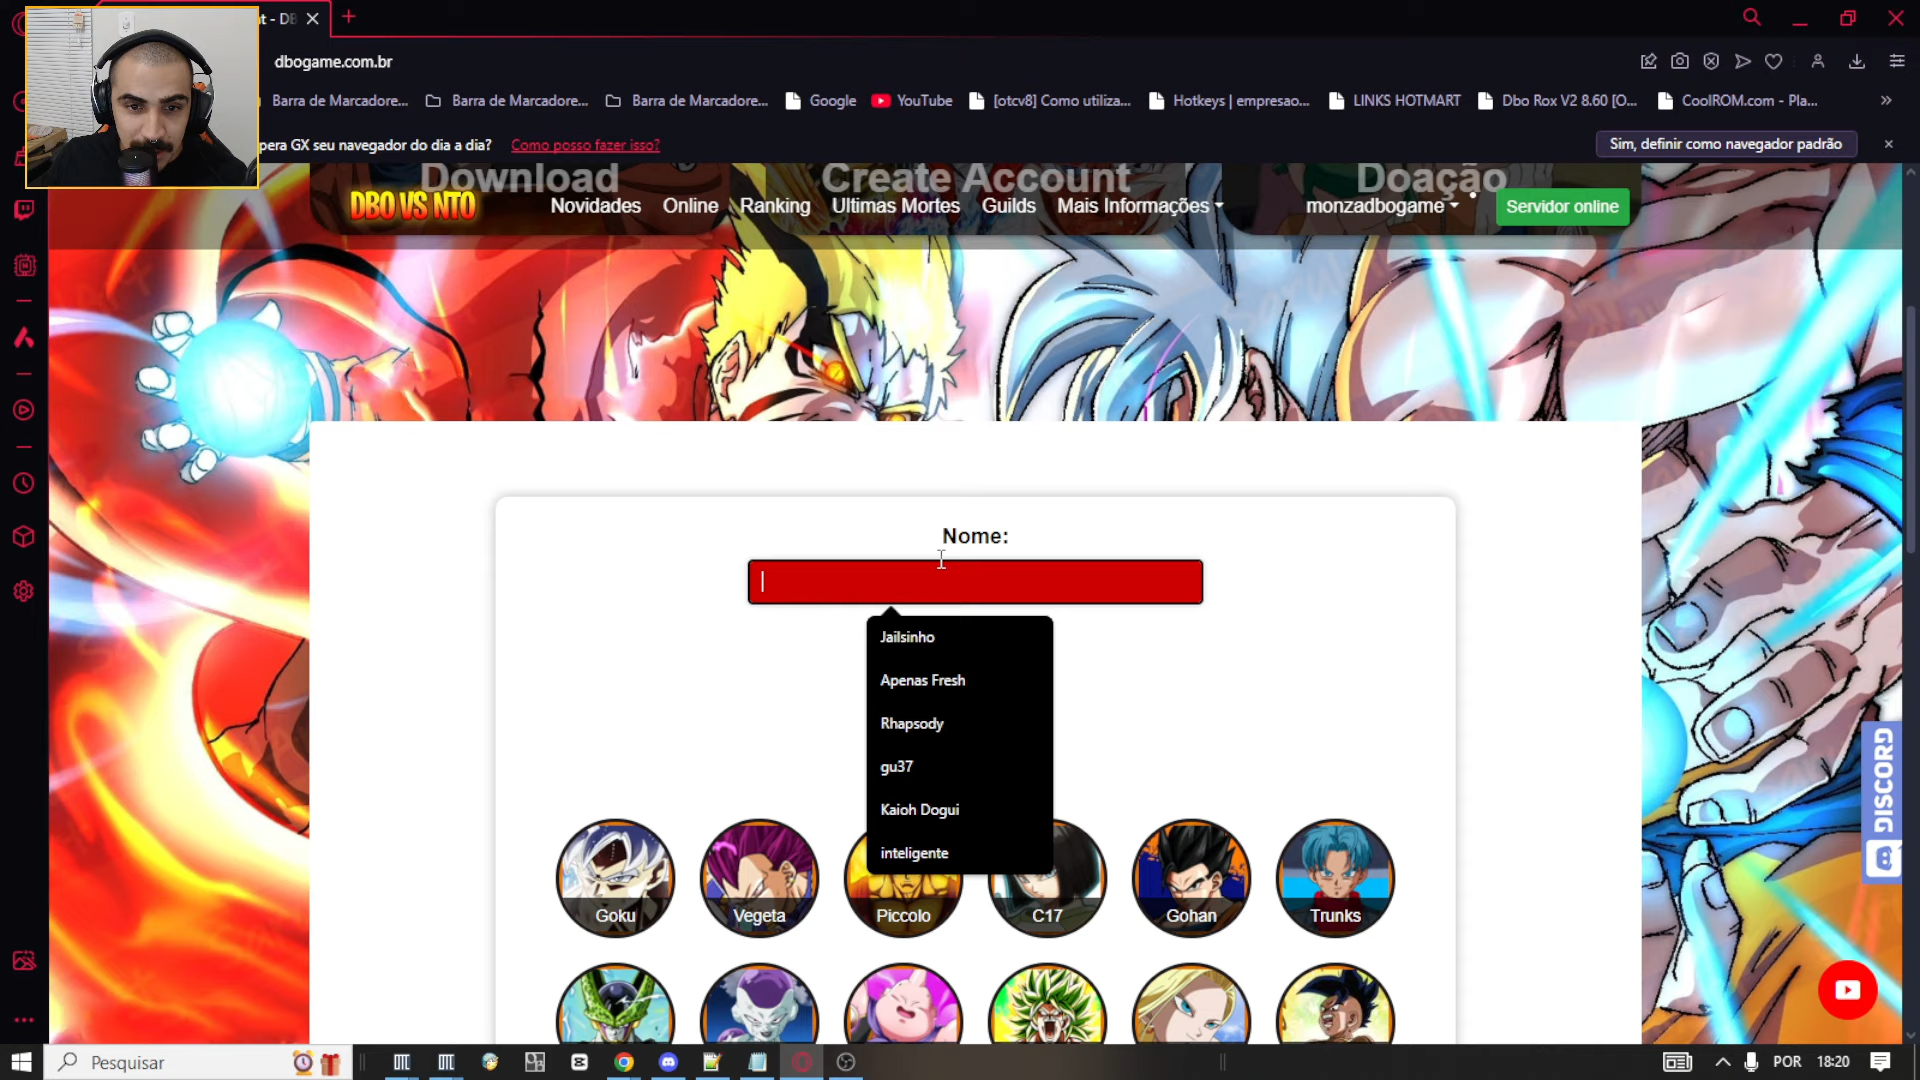 t - DB
dbogame.com.br
Barra de Marcadore...
Barra de Marcadore...
Barra de Marcadore...
Google
YouTube
[otcv8] Como utiliza...
Hotkeys | empresao...
LINKS HOTMART
Dbo Rox V2 8.60 [O...
CoolROM.com - Pla...
pera GX seu navegador do dia a dia?
Como posso fazer isso?
Sim, definir como navegador padrão
Download
Create Account
Doação
DBO VS NTO
Novidades
Online
Ranking
Ultimas Mortes
Guilds
Mais Informações
monzadbogame
Servidor online
Nome:
Jailsinho
Apenas Fresh
Rhapsody
gu37
Kaioh Dogui
inteligente
Goku
Vegeta
Piccolo
C17
Gohan
Trunks
DISCORD
Pesquisar
POR
18:20